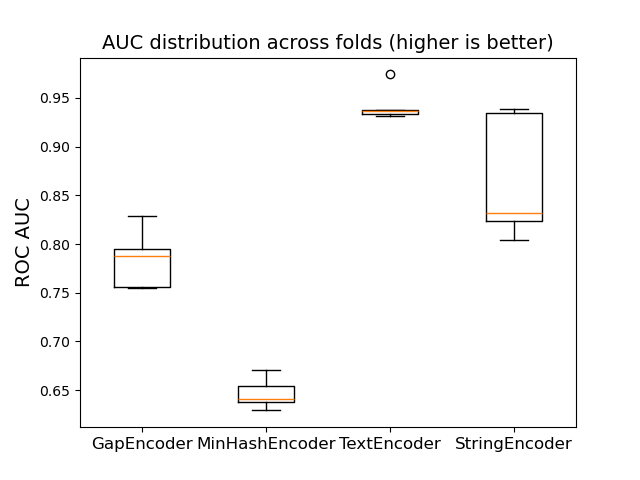 AUC distribution across folds (higher is better)
ROC AUC
0.95
0.90
0.85
0.80
0.75
0.70
0.65
GapEncoder MinHashEncoder TextEncoder StringEncoder